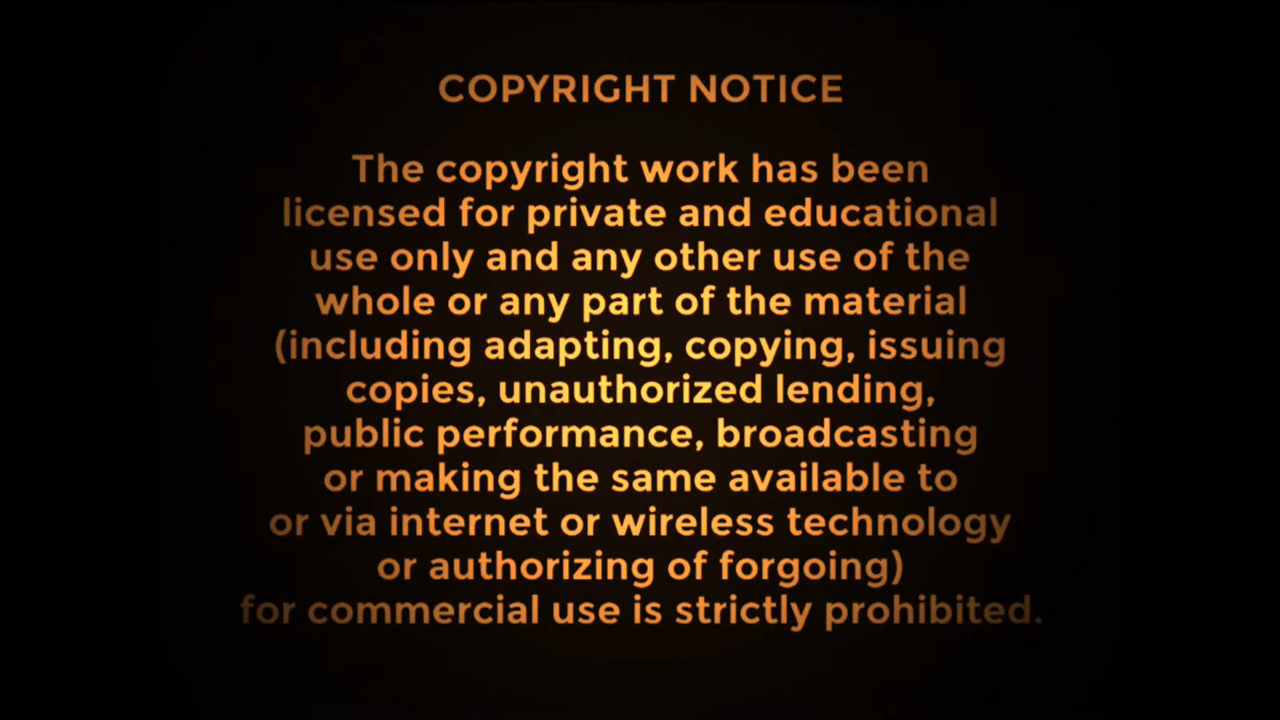 COPYRIGHT NOTICE
The copyright work has been
licensed for private and educational
use only and any other use of the
whole or any part of the material
(including adapting, copying, issuing
copies, unauthorized lending,
public performance, broadcasting
or making the same available to
or via internet or wireless technology
or authorizing of forgoing)
for commercial use is strictly prohibited.